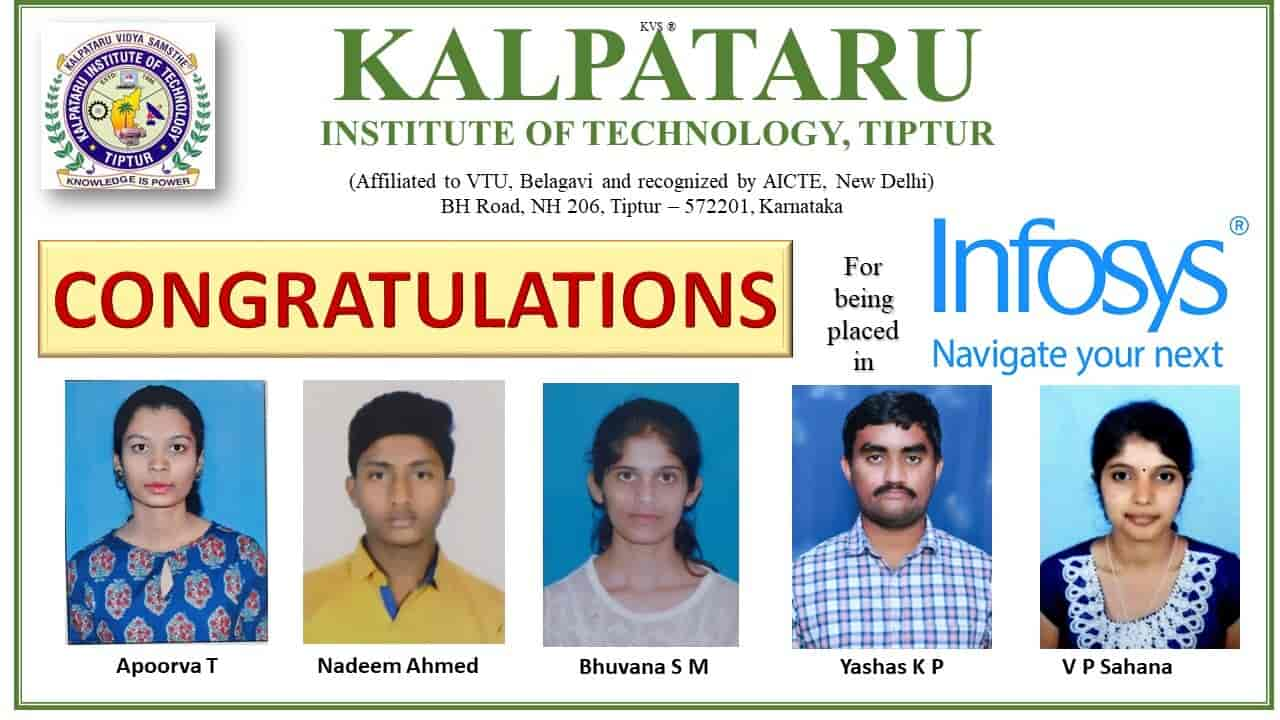 KVS ®
KALPATARU
INSTITUTE OF TECHNOLOGY, TIPTUR
(Affiliated to VTU, Belagavi and recognized by AICTE, New Delhi)
BH Road, NH 206, Tiptur – 572201, Karnataka
KALPATARU VIDYA SAMSTHE
KALPATARU INSTITUTE OF TECHNOLOGY
TIPTUR
KNOWLEDGE IS POWER
CONGRATULATIONS
For
being
placed
in
Infosys®
Navigate your next
Apoorva T
Nadeem Ahmed
Bhuvana S M
Yashas K P
V P Sahana